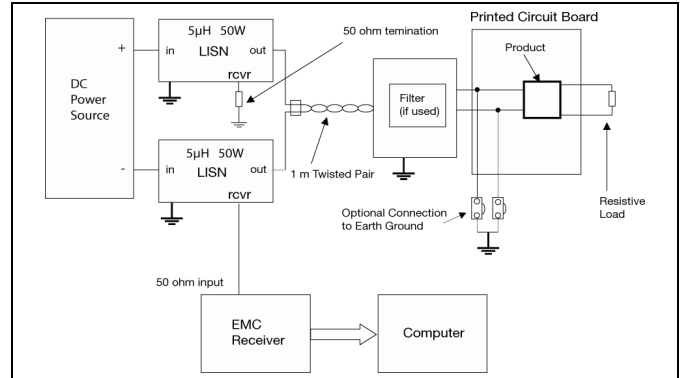 Printed Circuit Board
5µH 50W
50 ohm temination
Product
+
in
LISN
out
rcvr
DC
Power
Source
Filter
(if used)
5µH 50W
-
in
LISN
out
rcvr
1 m Twisted Pair
Optional Connection
to Earth Ground
Resistive
Load
50 ohm input
EMC
Receiver
Computer